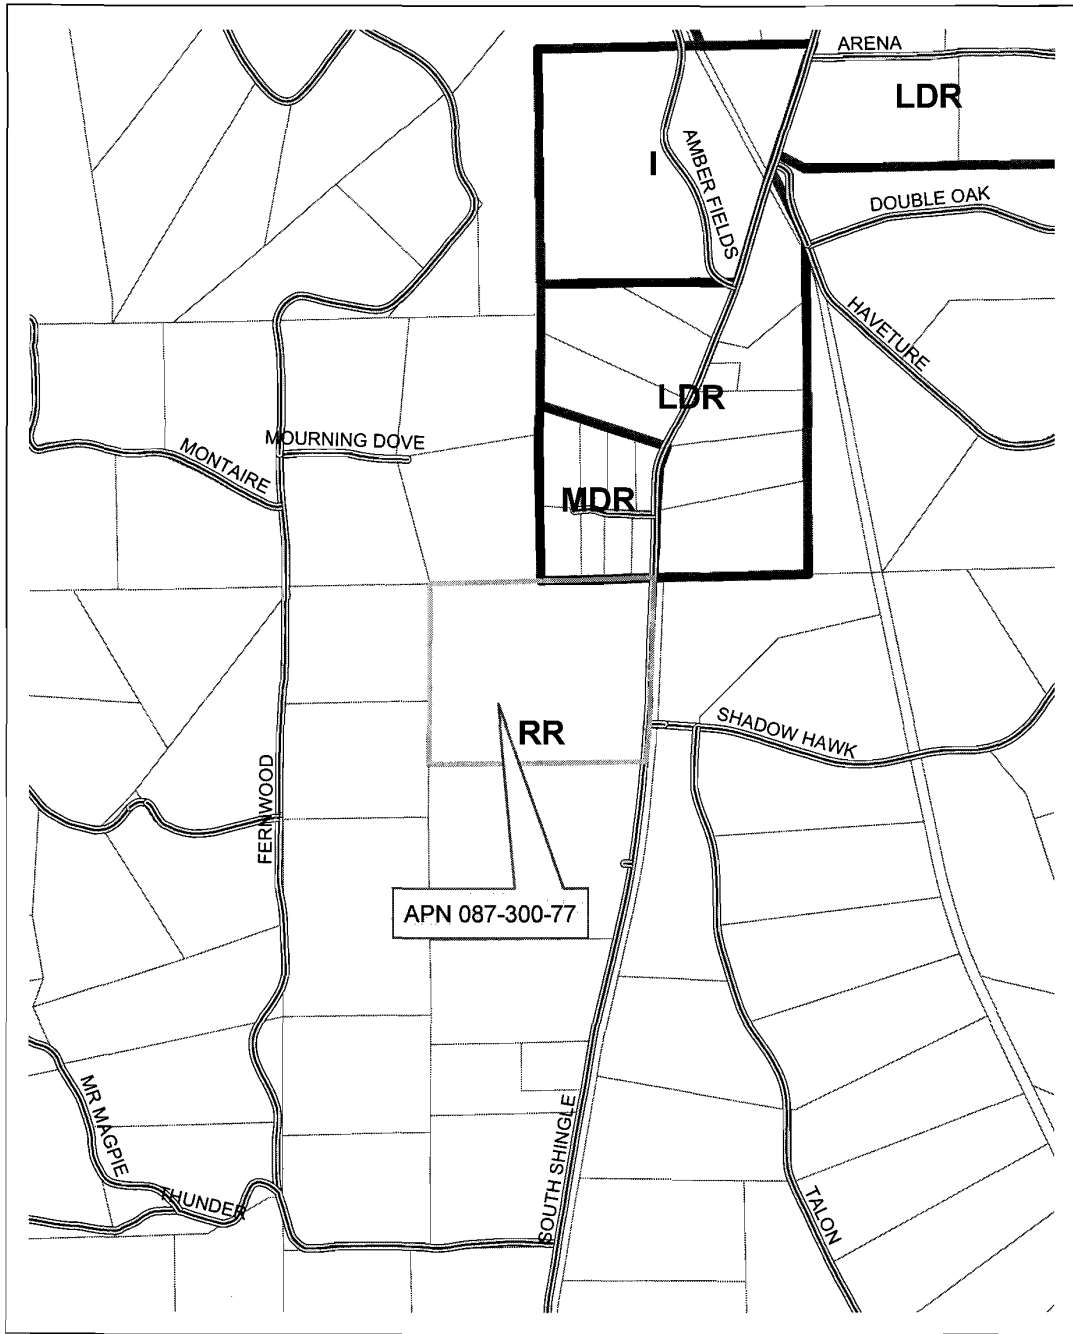 ARENA
LDR
I
AMBER FIELDS
DOUBLE OAK
HAVETURE
LDR
MOURNING DOVE
MONTAIRE
MDR
RR
SHADOW HAWK
FERNWOOD
APN 087-300-77
MR MAGPIE
SOUTH SHINGLE
THUNDER
TALON